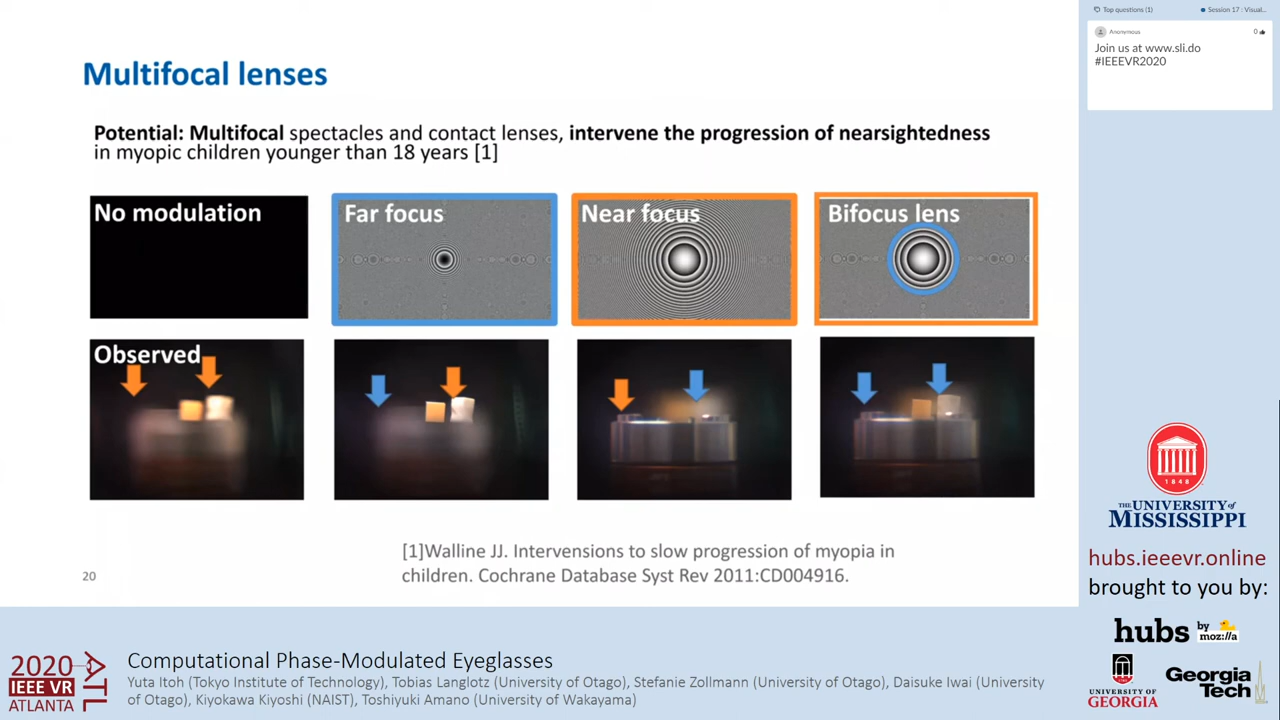 Multifocal lenses
Potential: Multifocal spectacles and contact lenses, intervene the progression of nearsightedness
in myopic children younger than 18 years [1]
No modulation
Far focus
Near focus
Bifocus lens
Observed
[1]Walline JJ. Intervensions to slow progression of myopia in
children. Cochrane Database Syst Rev 2011:CD004916.
20
Top questions (1)
Session 17 : Visual...
Anonymous
0
Join us at www.sli.do
#IEEEVR2020
1848
THE UNIVERSITY of
MISSISSIPPI
hubs.ieeevr.online
brought to you by:
hubs by moz://a
UNIVERSITY OF
GEORGIA
Georgia
Tech
2020
IEEE VR
ATLANTA
ATL
Computational Phase-Modulated Eyeglasses
Yuta Itoh (Tokyo Institute of Technology), Tobias Langlotz (University of Otago), Stefanie Zollmann (University of Otago), Daisuke Iwai (University
of Otago), Kiyokawa Kiyoshi (NAIST), Toshiyuki Amano (University of Wakayama)